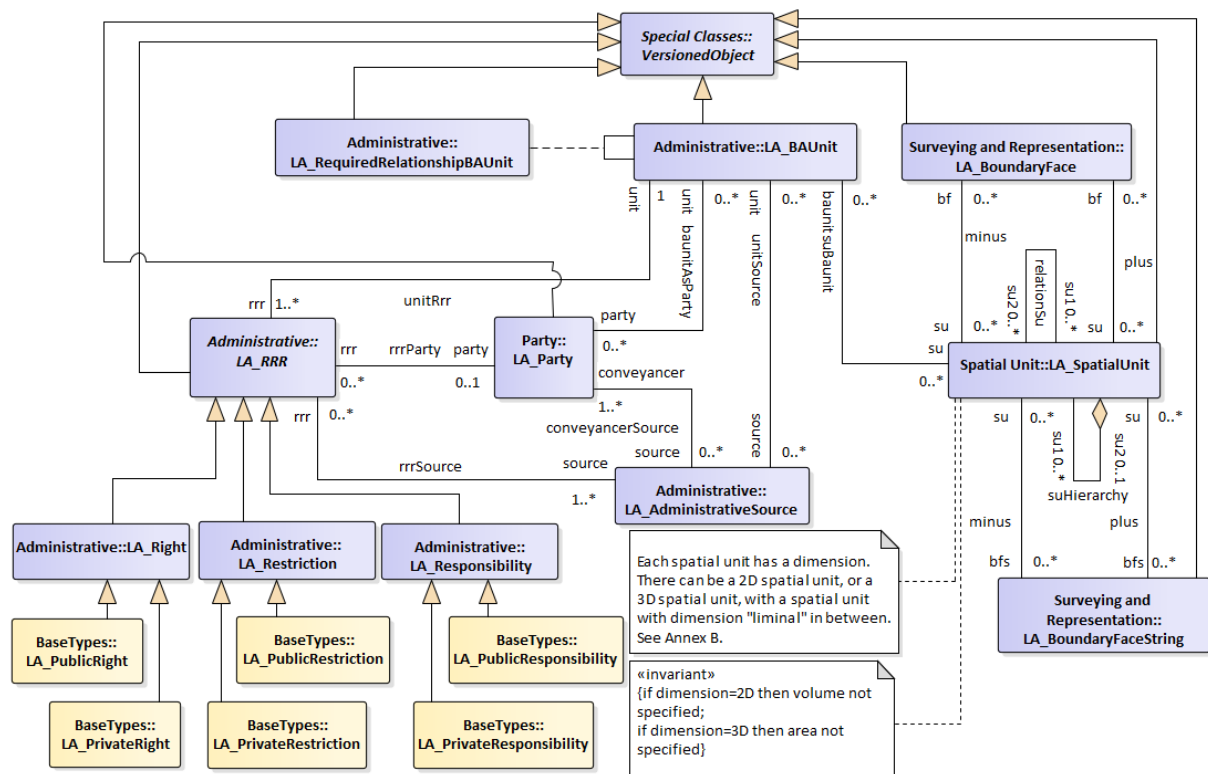 Special Classes::
VersionedObject
Administrative::
LA_RequiredRelationshipBAUnit
Administrative::LA_BAUnit
Surveying and Representation::
LA_BoundaryFace
unit
1
unit
0..*
unit
0..*
0..*
baunitAsParty
unitSource
baunit
suBaunit
bf
0..*
bf
0..*
minus
plus
relationSu
su2 0..*
su1 0..*
rrr
1..*
unitRrr
party
0..*
su
0..*
su
0..*
Administrative::
LA_RRR
rrr
rrrParty
party
0..*
0..1
Party::
LA_Party
su
0..*
Spatial Unit::LA_SpatialUnit
conveyancer
1..*
conveyancerSource
rrr
0..*
rrrSource
source
1..*
source
0..*
source
0..*
su
0..*
su
0..*
su1 0..*
su2 0..1
suHierarchy
Administrative::
LA_AdministrativeSource
minus
plus
bfs
0..*
bfs
0..*
Administrative::LA_Right
Administrative::
LA_Restriction
Administrative::
LA_Responsibility
Each spatial unit has a dimension.
There can be a 2D spatial unit, or a
3D spatial unit, with a spatial unit
with dimension "liminal" in between.
See Annex B.
Surveying and
Representation::
LA_BoundaryFaceString
BaseTypes::
LA_PublicRight
BaseTypes::
LA_PublicRestriction
BaseTypes::
LA_PublicResponsibility
BaseTypes::
LA_PrivateRight
BaseTypes::
LA_PrivateRestriction
BaseTypes::
LA_PrivateResponsibility
«invariant»
{if dimension=2D then volume not
specified;
if dimension=3D then area not
specified}